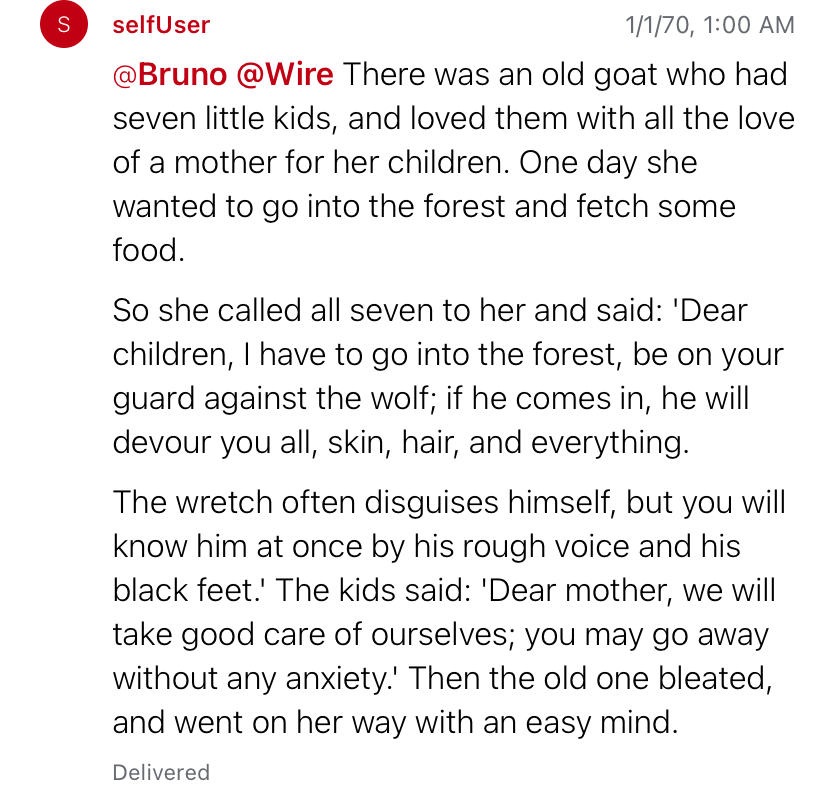 S
selfUser
1/1/70, 1:00 AM
@Bruno @Wire There was an old goat who had
seven little kids, and loved them with all the love
of a mother for her children. One day she
wanted to go into the forest and fetch some
food.
So she called all seven to her and said: 'Dear
children, I have to go into the forest, be on your
guard against the wolf; if he comes in, he will
devour you all, skin, hair, and everything.
The wretch often disguises himself, but you will
know him at once by his rough voice and his
black feet.' The kids said: 'Dear mother, we will
take good care of ourselves; you may go away
without any anxiety.' Then the old one bleated,
and went on her way with an easy mind.
Delivered